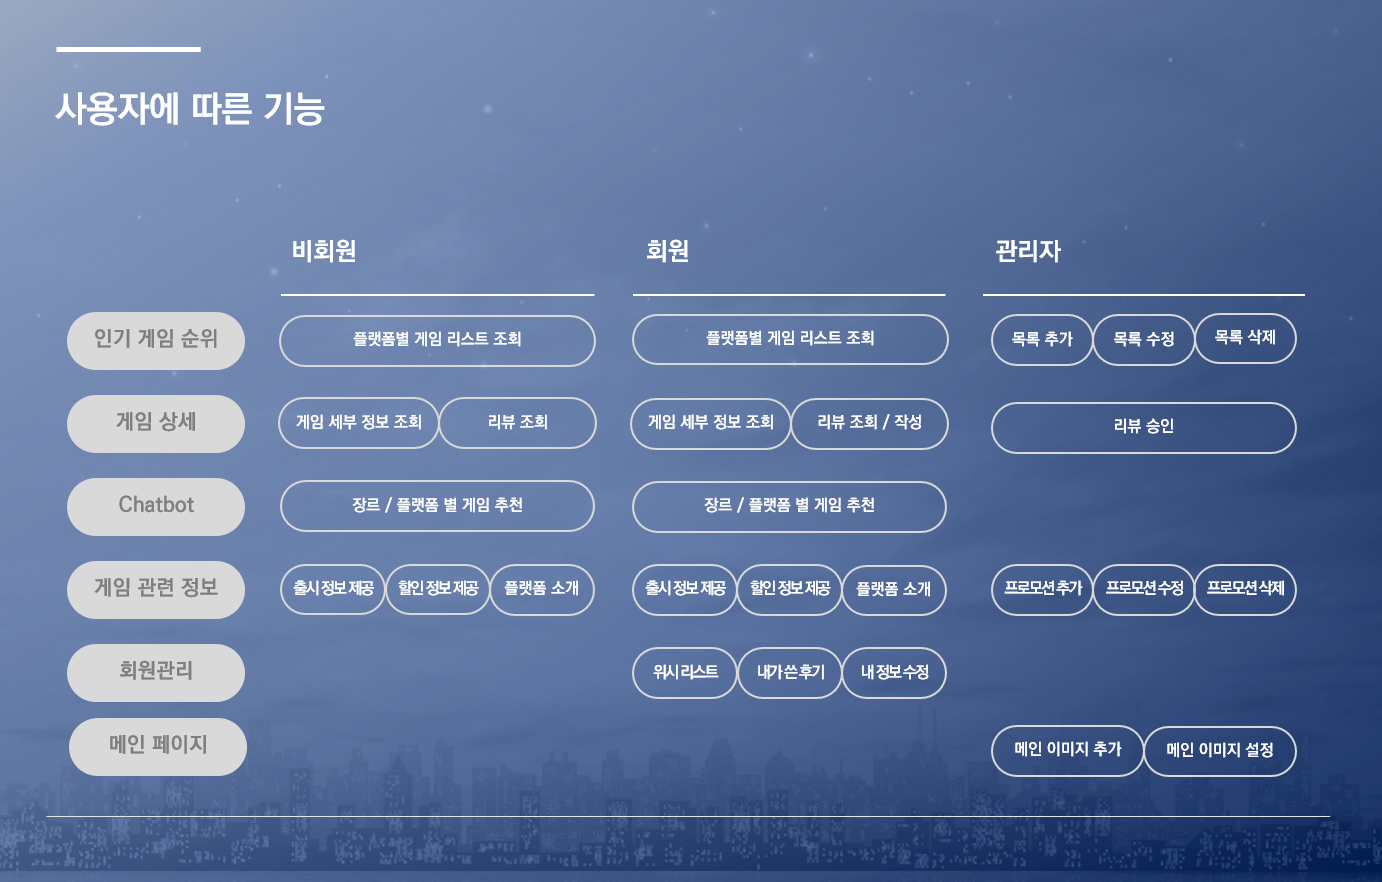 사용자에 따른 기능
비회원 회원 관리자
인기 게임 순위 플랫폼별 게임 리스트 조회 플랫폼별 게임 리스트 조회 목록 추가 목록 수정 목록 삭제
게임 상세 게임 세부 정보 조회 리뷰 조회 게임 세부 정보 조회 리뷰 조회 / 작성 리뷰 승인
Chatbot 장르 / 플랫폼 별 게임 추천 장르 / 플랫폼 별 게임 추천
게임 관련 정보 출시 정보 제공 할인 정보 제공 플랫폼 소개 출시 정보 제공 할인 정보 제공 플랫폼 소개 프로모션 추가 프로모션 수정 프로모션 삭제
회원관리 위시 리스트 내가 쓴 후기 내 정보 수정
메인 페이지 메인 이미지 추가 메인 이미지 설정